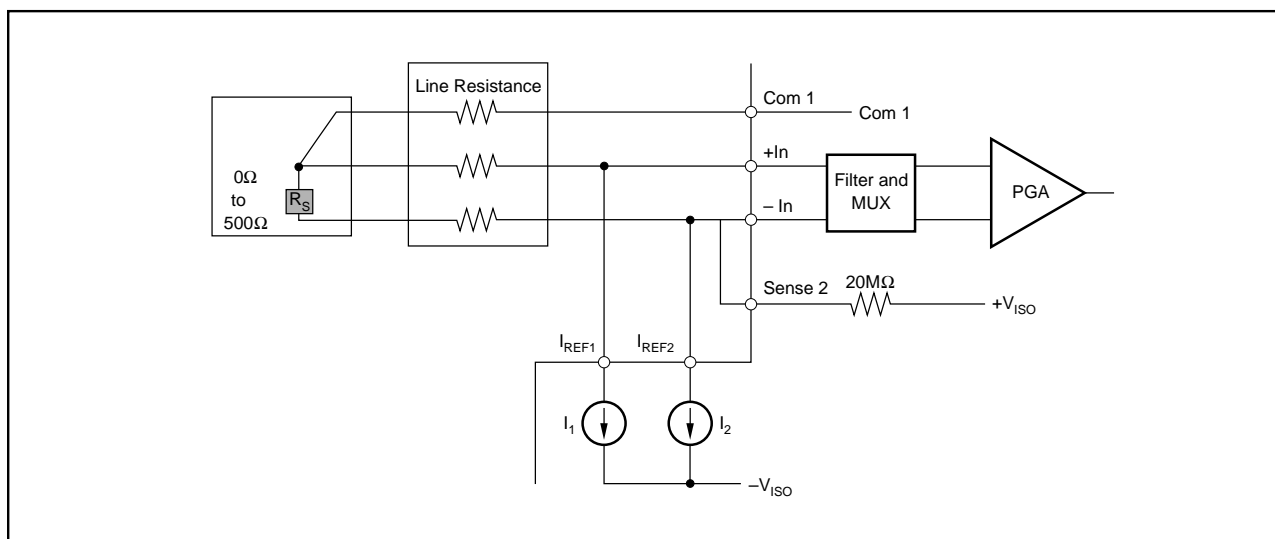 Line Resistance
Com 1
Com 1
+In
0Ω
to
500Ω
R_S
Filter and
MUX
PGA
– In
Sense 2
20MΩ
+V_ISO
I_REF1
I_REF2
I_1
I_2
–V_ISO